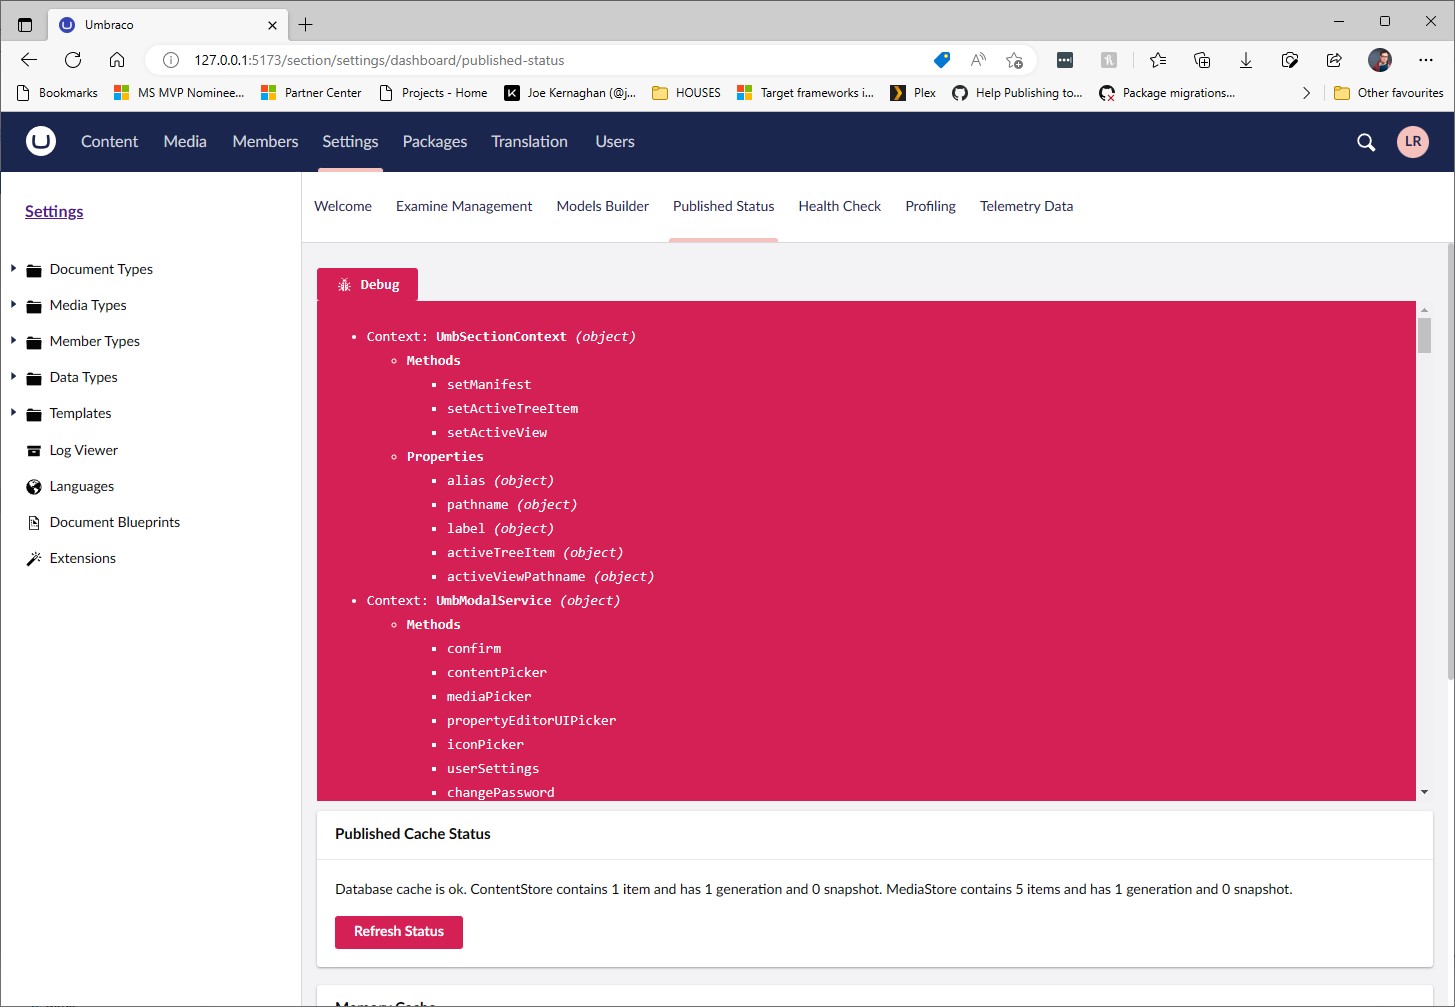 Umbraco
127.0.0.1:5173/section/settings/dashboard/published-status
Bookmarks MS MVP Nominee... Partner Center Projects - Home Joe Kernaghan (@j... HOUSES Target frameworks i... Plex Help Publishing to... Package migrations... Other favourites
Content Media Members Settings Packages Translation Users LR
Settings
Document Types
Media Types
Member Types
Data Types
Templates
Log Viewer
Languages
Document Blueprints
Extensions
Welcome Examine Management Models Builder Published Status Health Check Profiling Telemetry Data
Debug
Context: UmbSectionContext (object)
Methods
setManifest
setActiveTreeItem
setActiveView
Properties
alias (object)
pathname (object)
label (object)
activeTreeItem (object)
activeViewPathname (object)
Context: UmbModalService (object)
Methods
confirm
contentPicker
mediaPicker
propertyEditorUIPicker
iconPicker
userSettings
changePassword
Published Cache Status
Database cache is ok. ContentStore contains 1 item and has 1 generation and 0 snapshot. MediaStore contains 5 items and has 1 generation and 0 snapshot.
Refresh Status
Memory Cache